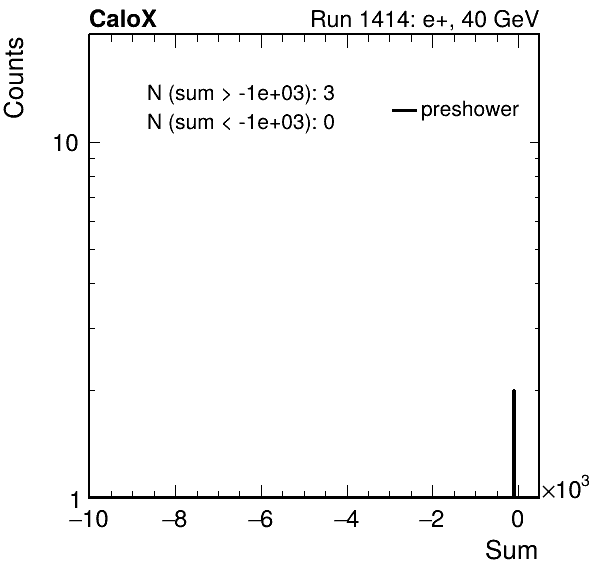 CaloX
Run 1414: e+, 40 GeV
Counts
N (sum > -1e+03): 3
N (sum < -1e+03): 0
preshower
10
1
−10
−8
−6
−4
−2
0
×10³
Sum